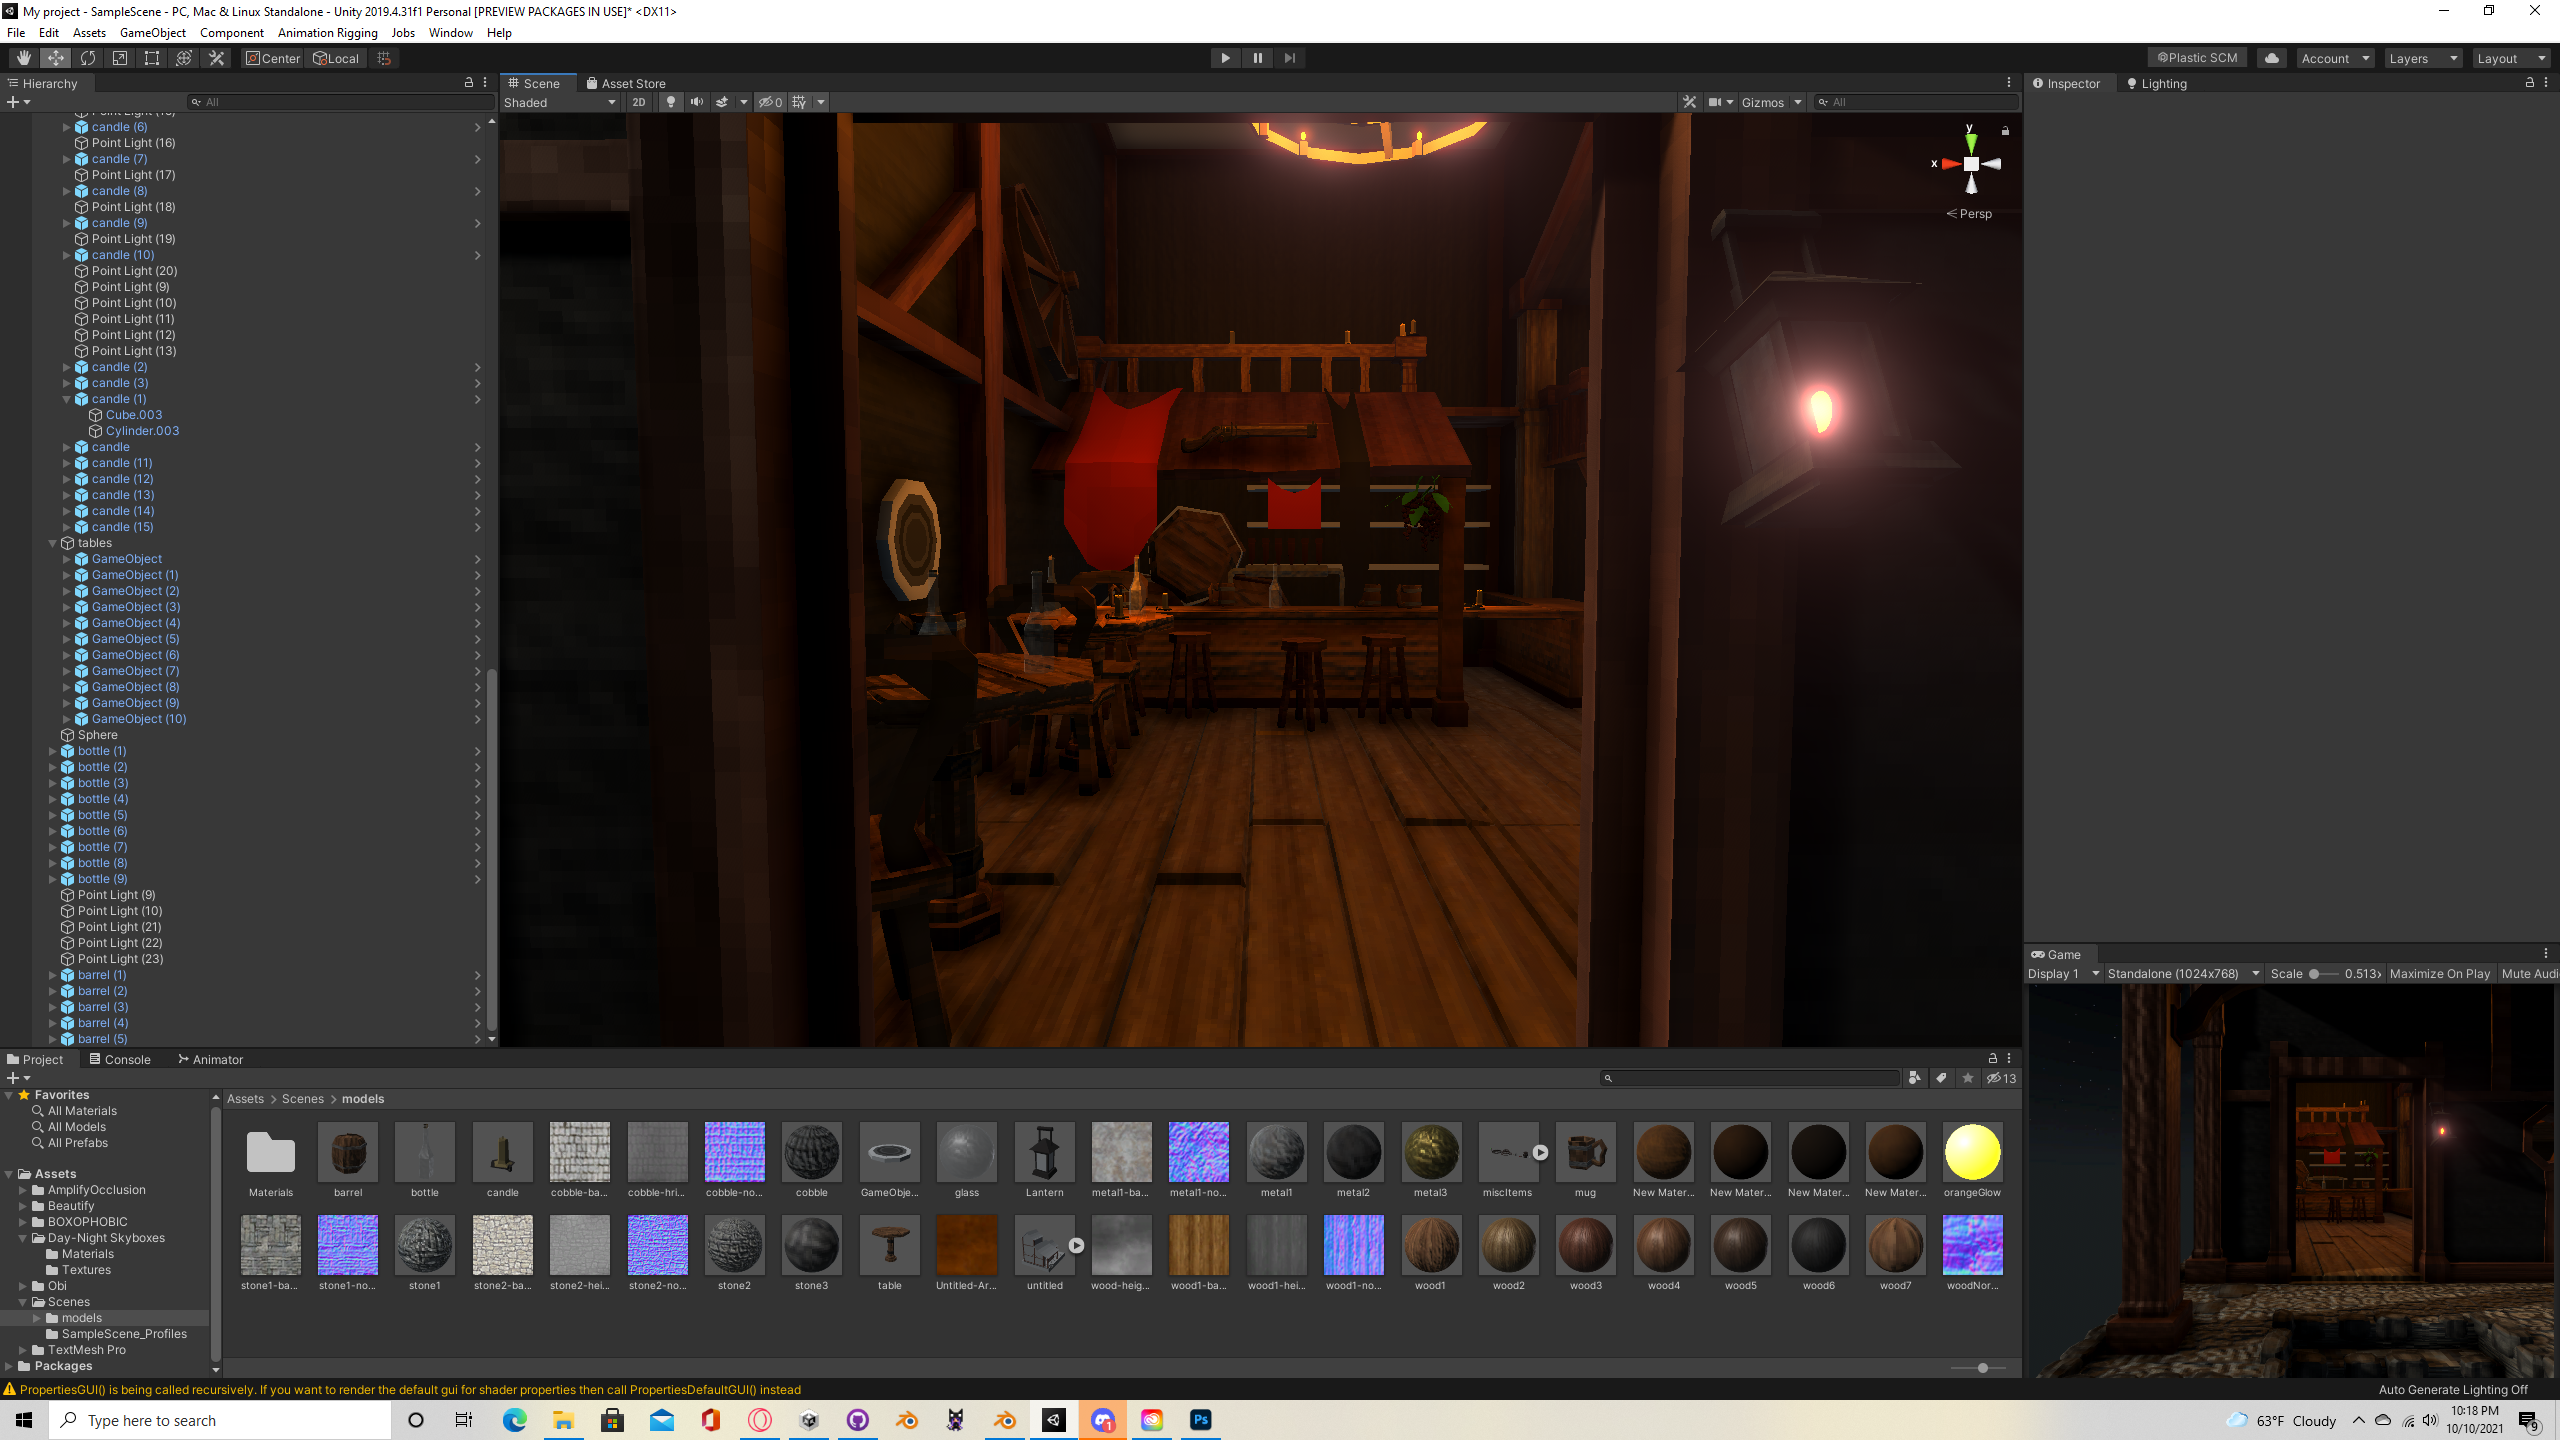 My project - SampleScene - PC, Mac & Linux Standalone - Unity 2019.4.31f1 Personal [PREVIEW PACKAGES IN USE]* <DX11>
File Edit Assets GameObject Component Animation Rigging Jobs Window Help
Center Local Plastic SCM Account Layers Layout
Hierarchy
All
candle (6)
Point Light (16)
candle (7)
Point Light (17)
candle (8)
Point Light (18)
candle (9)
Point Light (19)
candle (10)
Point Light (20)
Point Light (9)
Point Light (10)
Point Light (11)
Point Light (12)
Point Light (13)
candle (2)
candle (3)
candle (1)
Cube.003
Cylinder.003
candle
candle (11)
candle (12)
candle (13)
candle (14)
candle (15)
tables
GameObject
GameObject (1)
GameObject (2)
GameObject (3)
GameObject (4)
GameObject (5)
GameObject (6)
GameObject (7)
GameObject (8)
GameObject (9)
GameObject (10)
Sphere
bottle (1)
bottle (2)
bottle (3)
bottle (4)
bottle (5)
bottle (6)
bottle (7)
bottle (8)
bottle (9)
Point Light (9)
Point Light (10)
Point Light (21)
Point Light (22)
Point Light (23)
barrel (1)
barrel (2)
barrel (3)
barrel (4)
barrel (5)
Scene Asset Store
Shaded 2D 0 Gizmos All
y
x
Persp
Inspector Lighting
Game
Display 1 Standalone (1024x768) Scale 0.513x Maximize On Play Mute Audi
Project Console Animator
13
Favorites
All Materials
All Models
All Prefabs
Assets
AmplifyOcclusion
Beautify
BOXOPHOBIC
Day-Night Skyboxes
Materials
Textures
Obi
Scenes
models
SampleScene_Profiles
TextMesh Pro
Packages
Assets > Scenes > models
Materials barrel bottle candle cobble-ba... cobble-hri... cobble-no... cobble GameObje... glass Lantern metal1-ba... metal1-no... metal1 metal2 metal3 miscItems mug New Mater... New Mater... New Mater... New Mater... orangeGlow
stone1-ba... stone1-no... stone1 stone2-ba... stone2-hei... stone2-no... stone2 stone3 table Untitled-Ar... untitled wood-heig... wood1-ba... wood1-hei... wood1-no... wood1 wood2 wood3 wood4 wood5 wood6 wood7 woodNor...
PropertiesGUI() is being called recursively. If you want to render the default gui for shader properties then call PropertiesDefaultGUI() instead
Auto Generate Lighting Off
Type here to search
1
Ps
63°F Cloudy
10:18 PM
10/10/2021
9